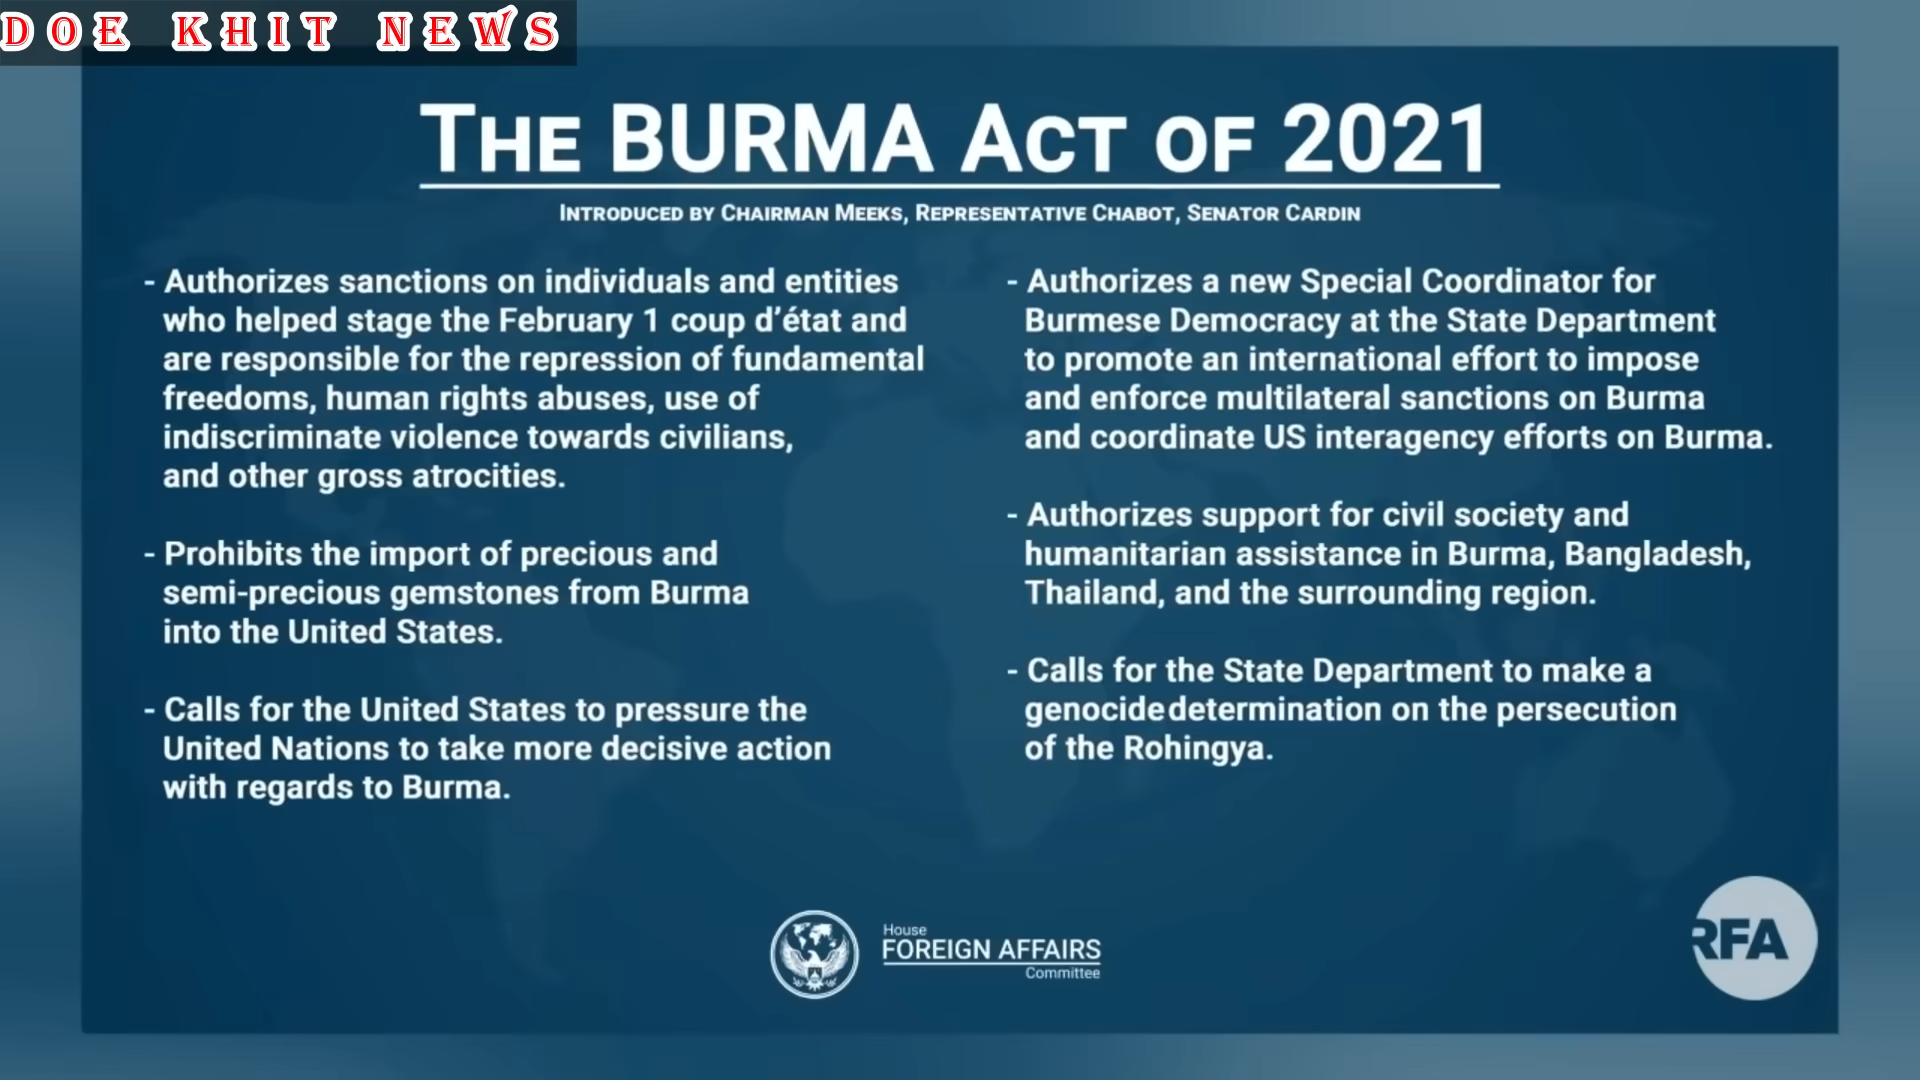 DOE KHIT NEWS
THE BURMA ACT OF 2021
INTRODUCED BY CHAIRMAN MEEKS, REPRESENTATIVE CHABOT, SENATOR CARDIN
- Authorizes sanctions on individuals and entities
who helped stage the February 1 coup d’état and
are responsible for the repression of fundamental
freedoms, human rights abuses, use of
indiscriminate violence towards civilians,
and other gross atrocities.
- Prohibits the import of precious and
semi-precious gemstones from Burma
into the United States.
- Calls for the United States to pressure the
United Nations to take more decisive action
with regards to Burma.
- Authorizes a new Special Coordinator for
Burmese Democracy at the State Department
to promote an international effort to impose
and enforce multilateral sanctions on Burma
and coordinate US interagency efforts on Burma.
- Authorizes support for civil society and
humanitarian assistance in Burma, Bangladesh,
Thailand, and the surrounding region.
- Calls for the State Department to make a
genocide determination on the persecution
of the Rohingya.
House
FOREIGN AFFAIRS
Committee
RFA